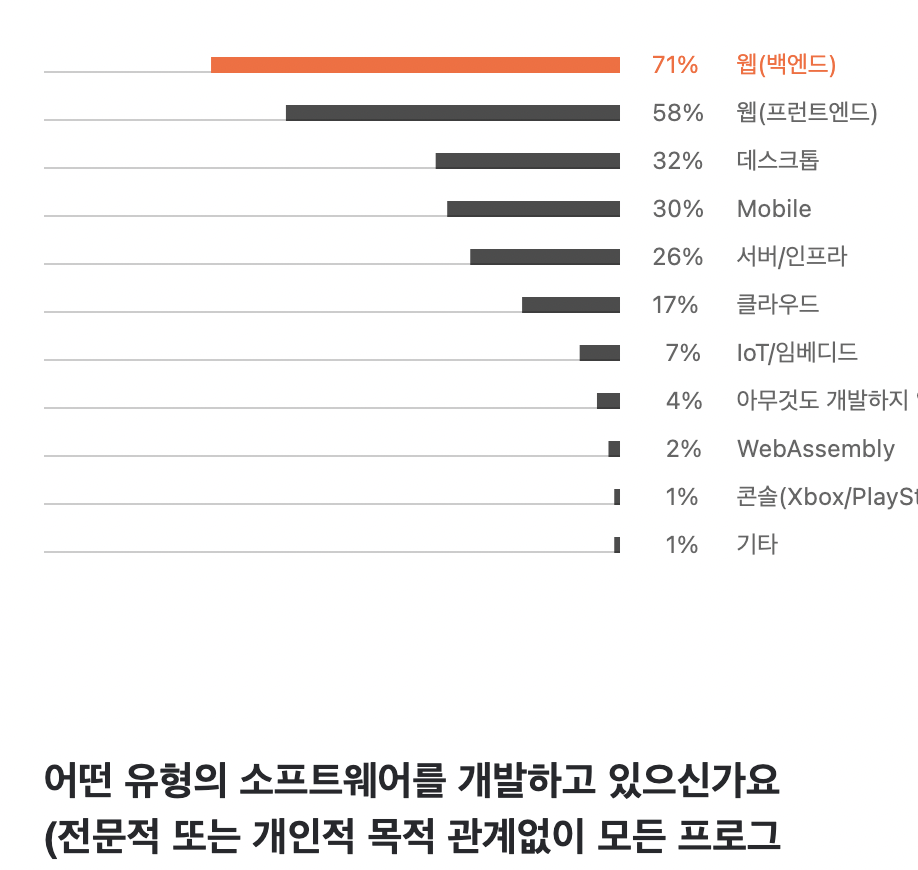 71% 웹(백엔드)
58% 웹(프런트엔드)
32% 데스크톱
30% Mobile
26% 서버/인프라
17% 클라우드
7% IoT/임베디드
4% 아무것도 개발하지
2% WebAssembly
1% 콘솔(Xbox/PlaySt
1% 기타
어떤 유형의 소프트웨어를 개발하고 있으신가요
(전문적 또는 개인적 목적 관계없이 모든 프로그